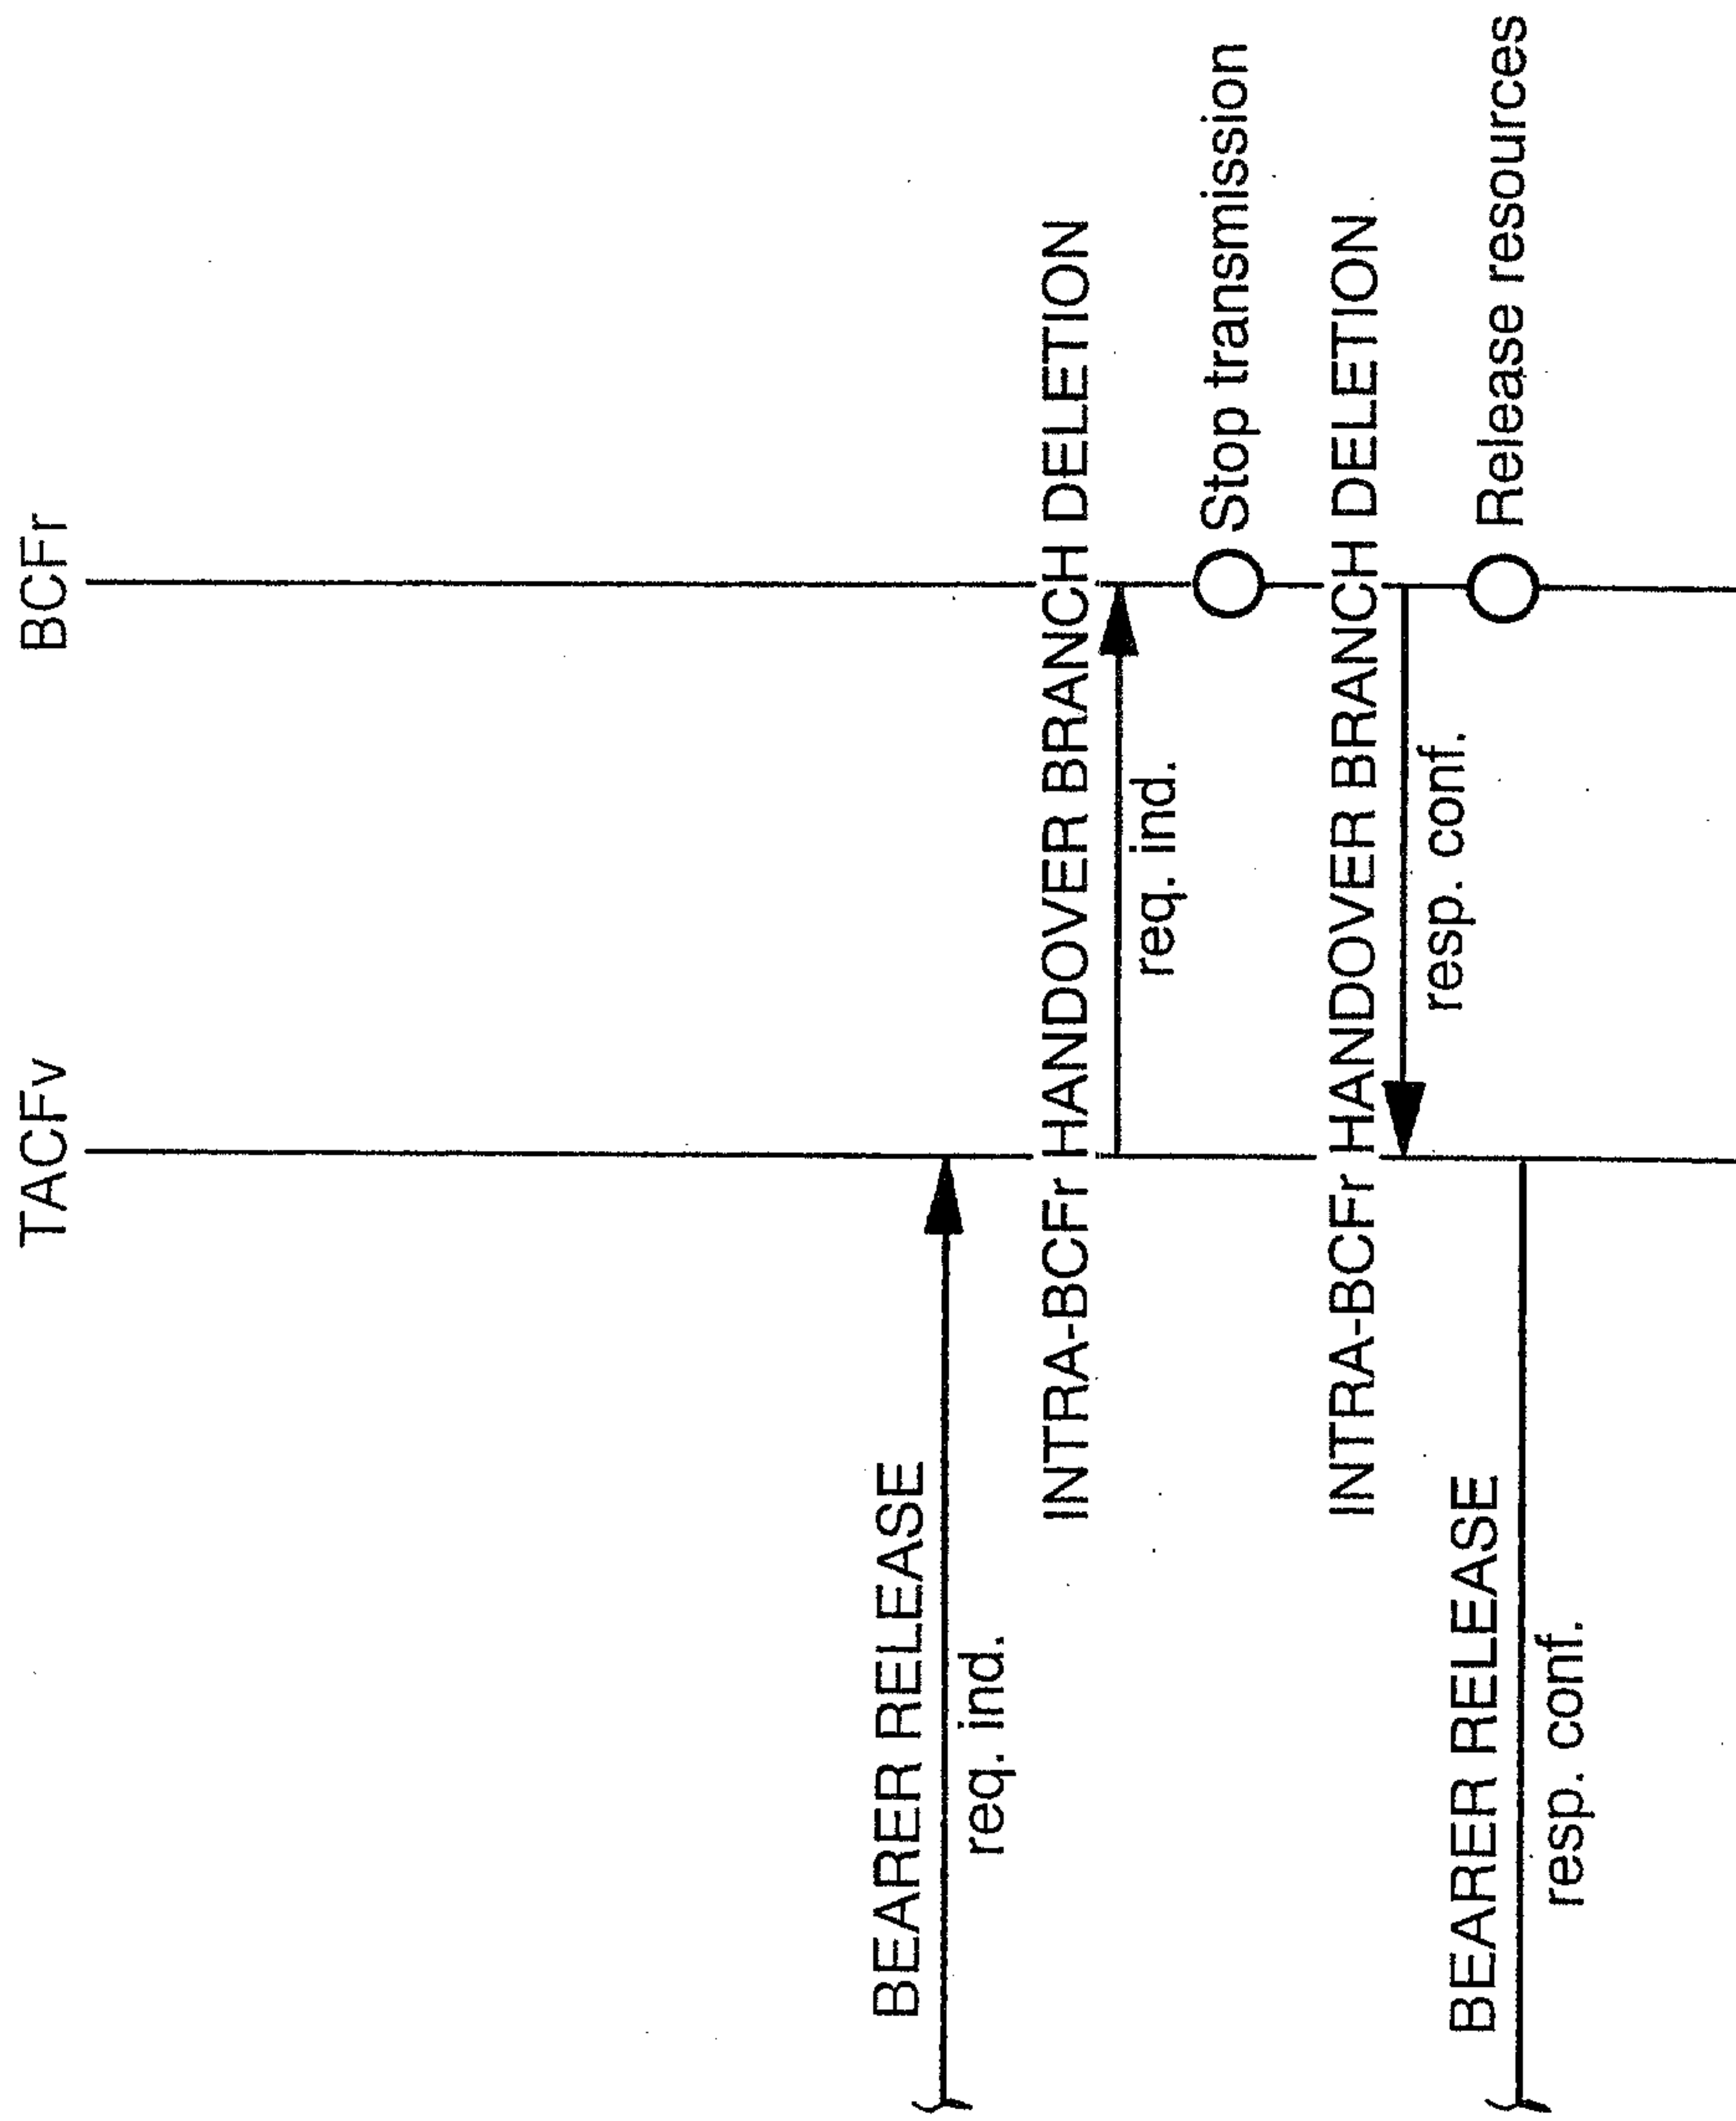 TACFv
BCFr
BEARER RELEASE
req. ind.
INTRA-BCFr HANDOVER BRANCH DELETION
req. ind.
Stop transmission
INTRA-BCFr HANDOVER BRANCH DELETION
resp. conf.
BEARER RELEASE
resp. conf.
Release resources